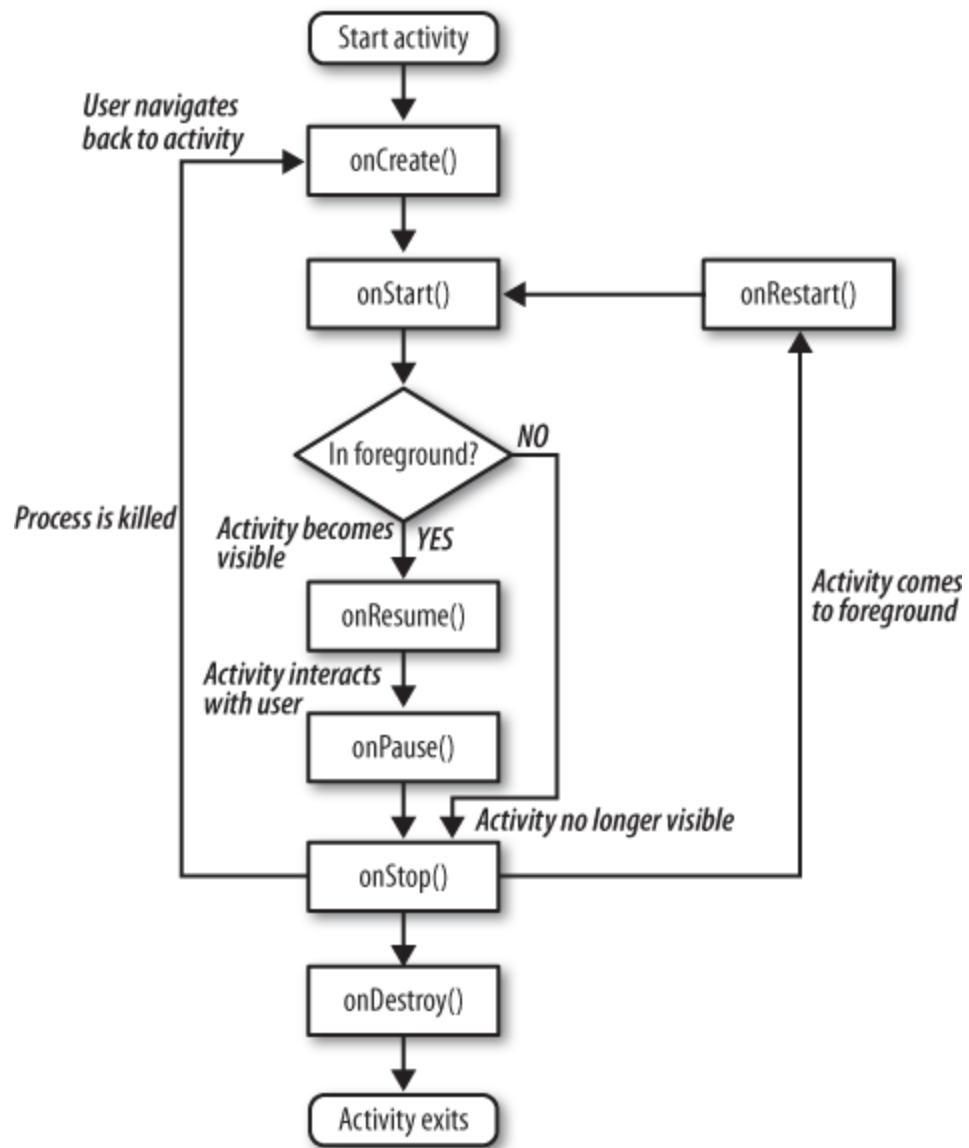 Start activity
User navigates
back to activity
onCreate()
onStart()
onRestart()
In foreground?
NO
Process is killed
Activity becomes
visible
YES
Activity comes
to foreground
onResume()
Activity interacts
with user
onPause()
Activity no longer visible
onStop()
onDestroy()
Activity exits